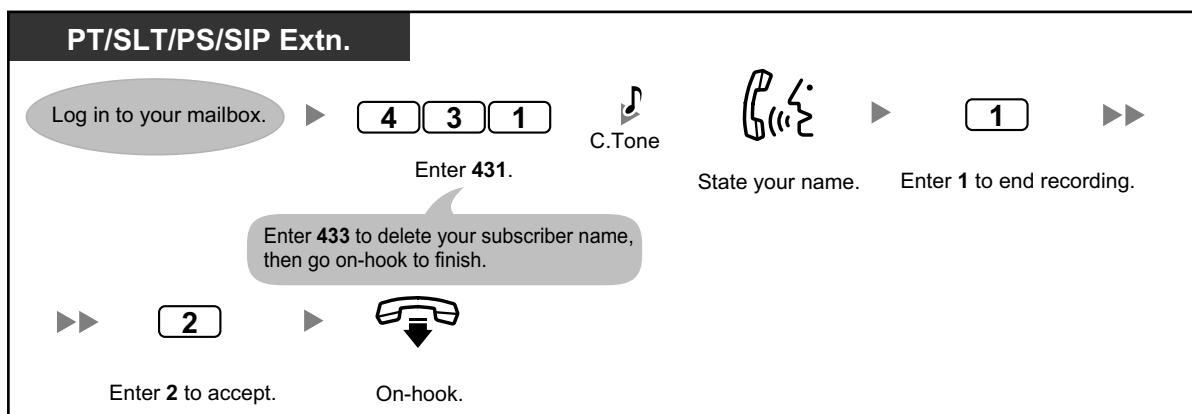 PT/SLT/PS/SIP Extn.
Log in to your mailbox.
4 3 1
Enter 431.
C.Tone
State your name.
1
Enter 1 to end recording.
Enter 433 to delete your subscriber name,
then go on-hook to finish.
2
Enter 2 to accept.
On-hook.